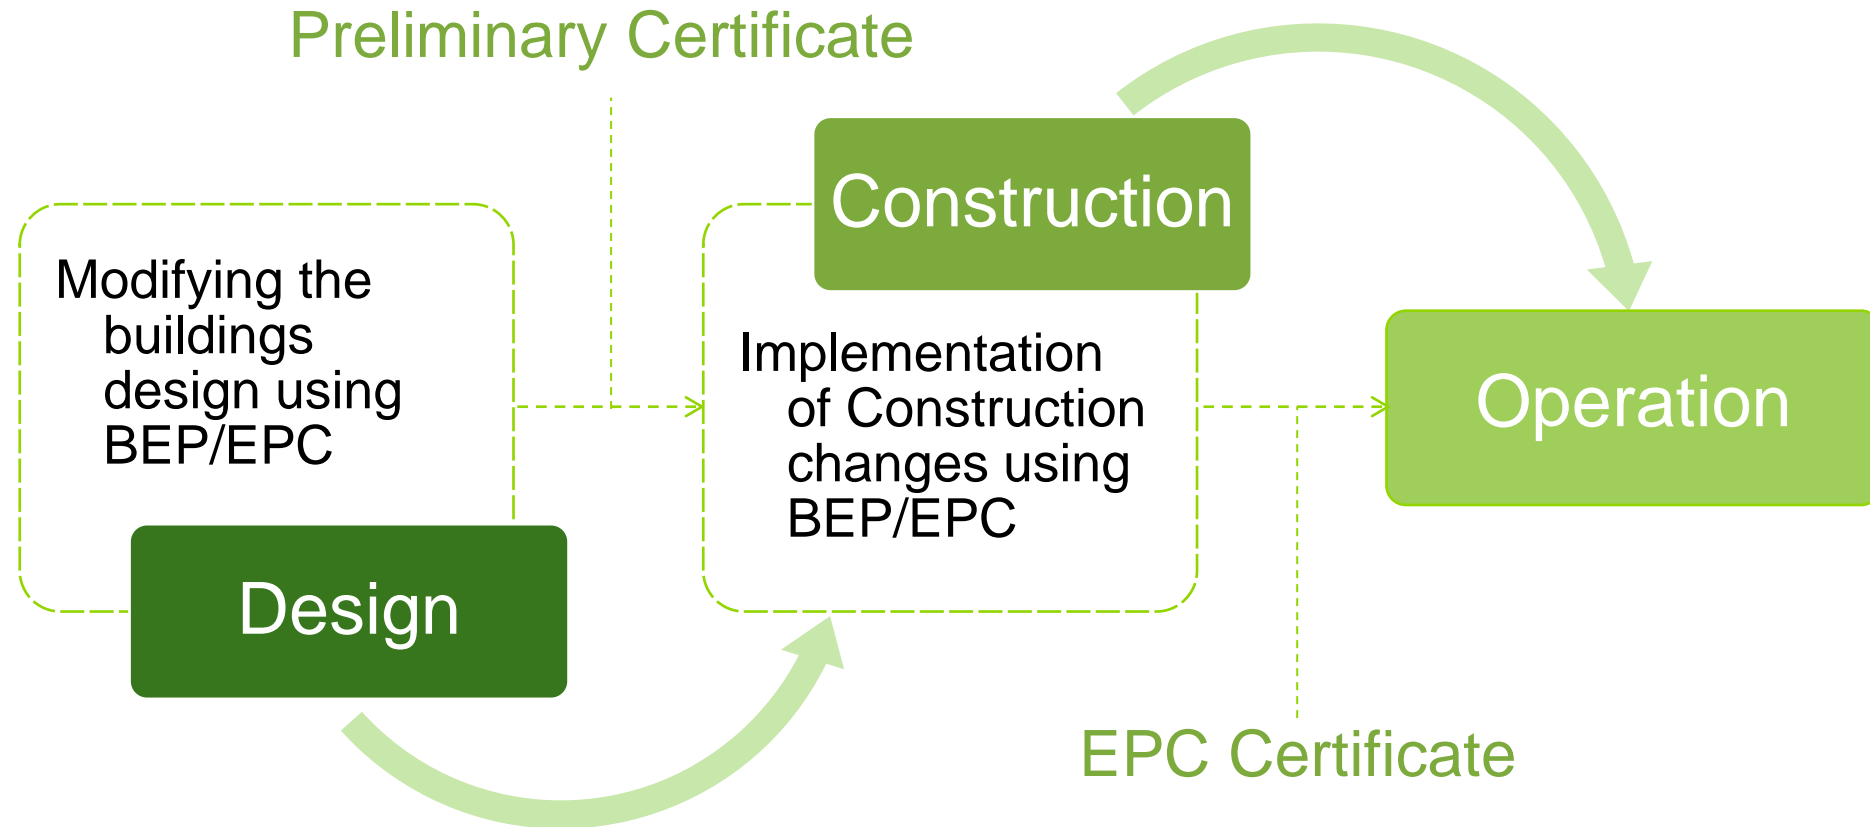 Preliminary Certificate
Modifying the
buildings
design using
BEP/EPC
Design
Construction
Implementation
of Construction
changes using
BEP/EPC
Operation
EPC Certificate